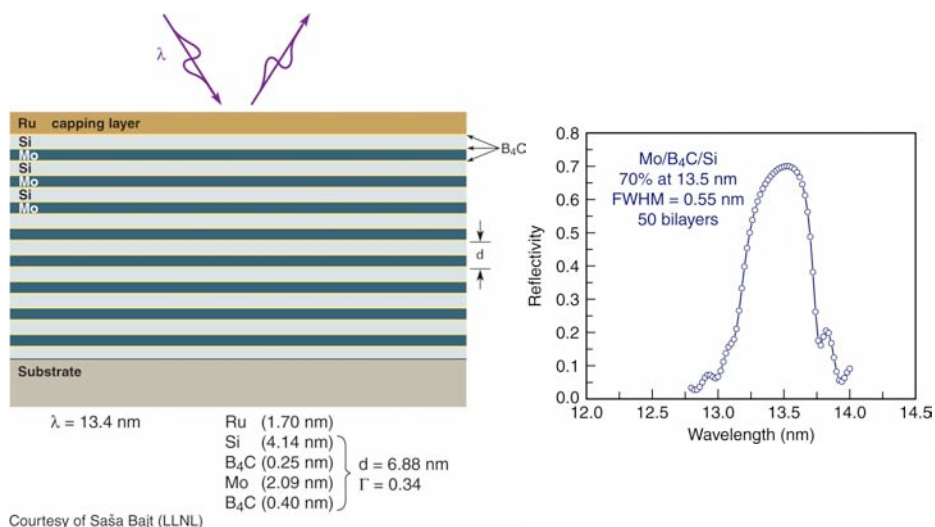 λ
Ru capping layer
Si
Mo
Si
Mo
Si
Mo
B₄C
d
Substrate
λ = 13.4 nm
Ru (1.70 nm)
Si (4.14 nm)
B₄C (0.25 nm)
Mo (2.09 nm)
B₄C (0.40 nm)
d = 6.88 nm
Γ = 0.34
Courtesy of Saša Bajt (LLNL)
Mo/B₄C/Si
70% at 13.5 nm
FWHM = 0.55 nm
50 bilayers
Reflectivity
0.8
0.7
0.6
0.5
0.4
0.3
0.2
0.1
0.0
12.0 12.5 13.0 13.5 14.0 14.5
Wavelength (nm)